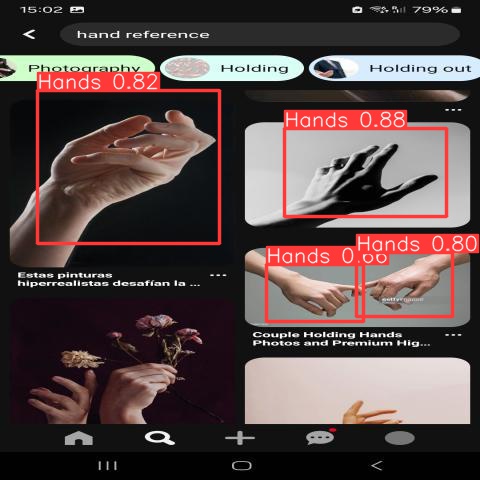 15:02
79%
hand reference
Photography
Holding
Holding out
Hands 0.82
Hands 0.88
Hands 0.66
Hands 0.80
gettyimages
Estas pinturas
hiperrealistas desafían la ...
Couple Holding Hands
Photos and Premium Hig...